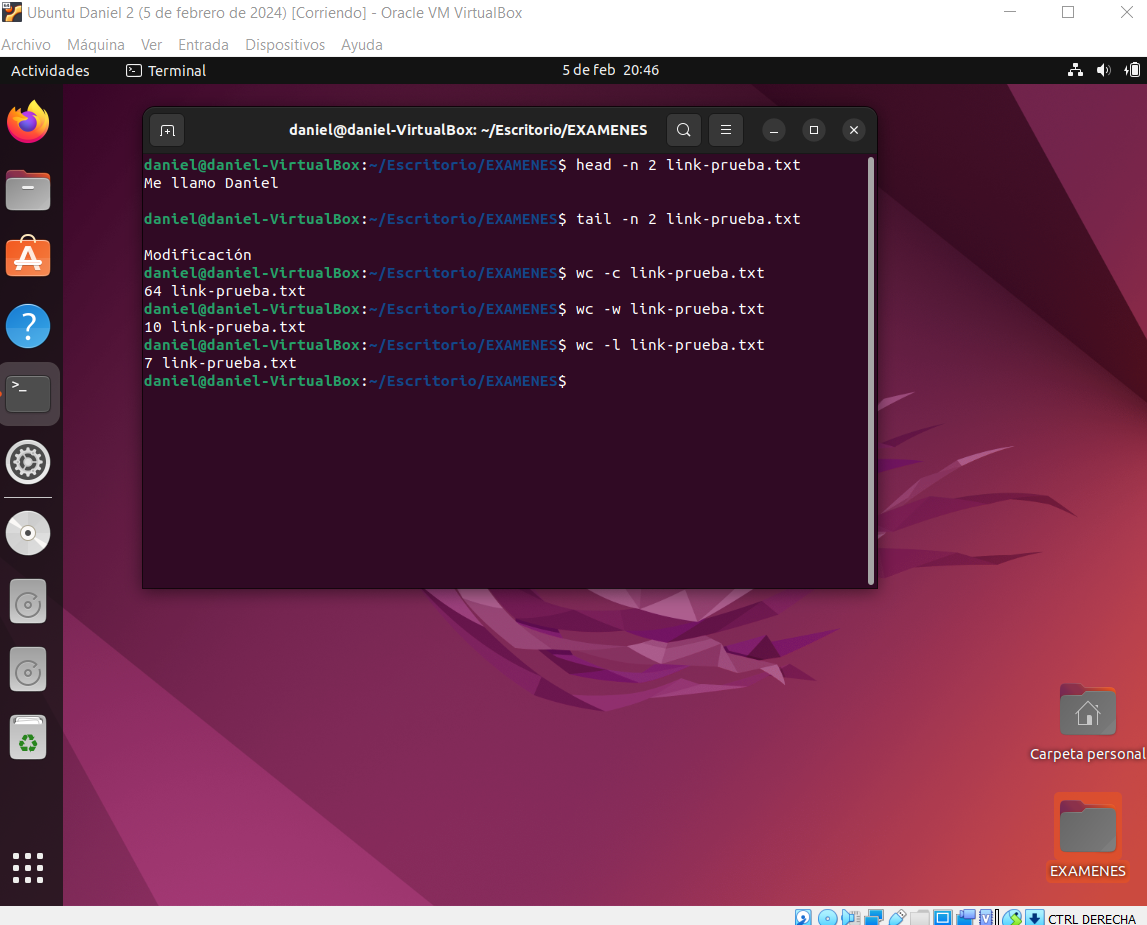 Ubuntu Daniel 2 (5 de febrero de 2024) [Corriendo] - Oracle VM VirtualBox
Archivo Máquina Ver Entrada Dispositivos Ayuda
Actividades Terminal 5 de feb 20:46
daniel@daniel-VirtualBox: ~/Escritorio/EXAMENES
daniel@daniel-VirtualBox:~/Escritorio/EXAMENES$ head -n 2 link-prueba.txt
Me llamo Daniel
daniel@daniel-VirtualBox:~/Escritorio/EXAMENES$ tail -n 2 link-prueba.txt
Modificación
daniel@daniel-VirtualBox:~/Escritorio/EXAMENES$ wc -c link-prueba.txt
64 link-prueba.txt
daniel@daniel-VirtualBox:~/Escritorio/EXAMENES$ wc -w link-prueba.txt
10 link-prueba.txt
daniel@daniel-VirtualBox:~/Escritorio/EXAMENES$ wc -l link-prueba.txt
7 link-prueba.txt
daniel@daniel-VirtualBox:~/Escritorio/EXAMENES$
Carpeta personal
EXAMENES
CTRL DERECHA